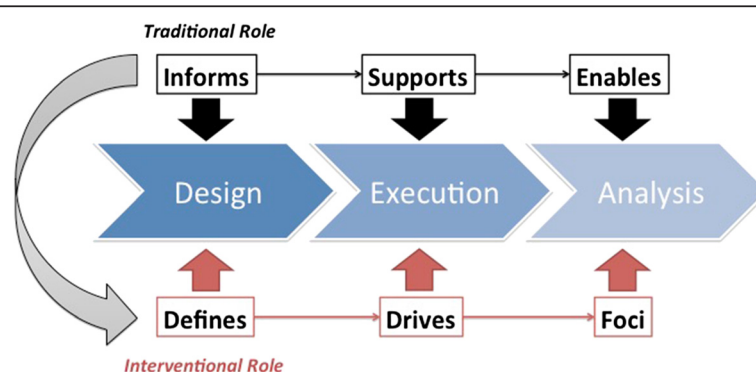 Traditional Role
Informs Supports Enables
Design Execution Analysis
Defines Drives Foci
Interventional Role